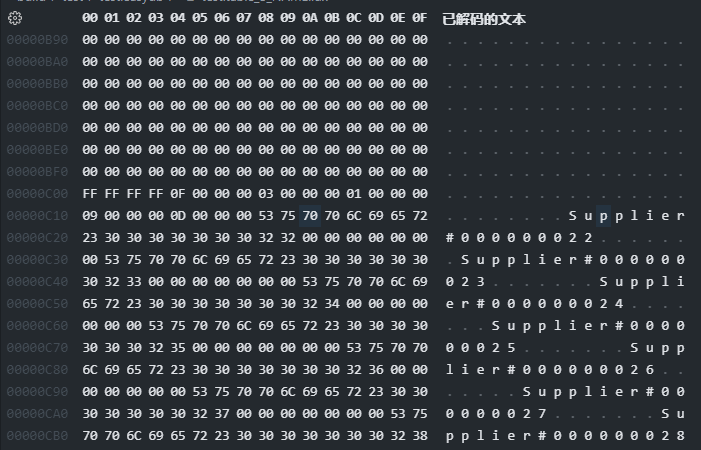 00 01 02 03 04 05 06 07 08 09 0A 0B 0C 0D 0E 0F 已解码的文本
00000B90 00 00 00 00 00 00 00 00 00 00 00 00 00 00 00 00 . . . . . . . . . . . . . . . .
00000BA0 00 00 00 00 00 00 00 00 00 00 00 00 00 00 00 00 . . . . . . . . . . . . . . . .
00000BB0 00 00 00 00 00 00 00 00 00 00 00 00 00 00 00 00 . . . . . . . . . . . . . . . .
00000BC0 00 00 00 00 00 00 00 00 00 00 00 00 00 00 00 00 . . . . . . . . . . . . . . . .
00000BD0 00 00 00 00 00 00 00 00 00 00 00 00 00 00 00 00 . . . . . . . . . . . . . . . .
00000BE0 00 00 00 00 00 00 00 00 00 00 00 00 00 00 00 00 . . . . . . . . . . . . . . . .
00000BF0 00 00 00 00 00 00 00 00 00 00 00 00 00 00 00 00 . . . . . . . . . . . . . . . .
00000C00 FF FF FF FF 0F 00 00 00 03 00 00 00 01 00 00 00 . . . . . . . . . . . . . . . .
00000C10 09 00 00 00 0D 00 00 00 53 75 70 70 6C 69 65 72 . . . . . . . . S u p p l i e r
00000C20 23 30 30 30 30 30 30 30 32 32 00 00 00 00 00 00 # 0 0 0 0 0 0 0 2 2 . . . . . .
00000C30 00 53 75 70 70 6C 69 65 72 23 30 30 30 30 30 30 . S u p p l i e r # 0 0 0 0 0 0
00000C40 30 32 33 00 00 00 00 00 00 00 53 75 70 70 6C 69 0 2 3 . . . . . . . S u p p l i
00000C50 65 72 23 30 30 30 30 30 30 30 32 34 00 00 00 00 e r # 0 0 0 0 0 0 0 2 4 . . . .
00000C60 00 00 00 53 75 70 70 6C 69 65 72 23 30 30 30 30 . . . S u p p l i e r # 0 0 0 0
00000C70 30 30 30 32 35 00 00 00 00 00 00 00 53 75 70 70 0 0 0 2 5 . . . . . . . S u p p
00000C80 6C 69 65 72 23 30 30 30 30 30 30 30 32 36 00 00 l i e r # 0 0 0 0 0 0 0 2 6 . .
00000C90 00 00 00 00 00 53 75 70 70 6C 69 65 72 23 30 30 . . . . . S u p p l i e r # 0 0
00000CA0 30 30 30 30 30 32 37 00 00 00 00 00 00 00 53 75 0 0 0 0 0 2 7 . . . . . . . S u
00000CB0 70 70 6C 69 65 72 23 30 30 30 30 30 30 30 32 38 p p l i e r # 0 0 0 0 0 0 0 2 8